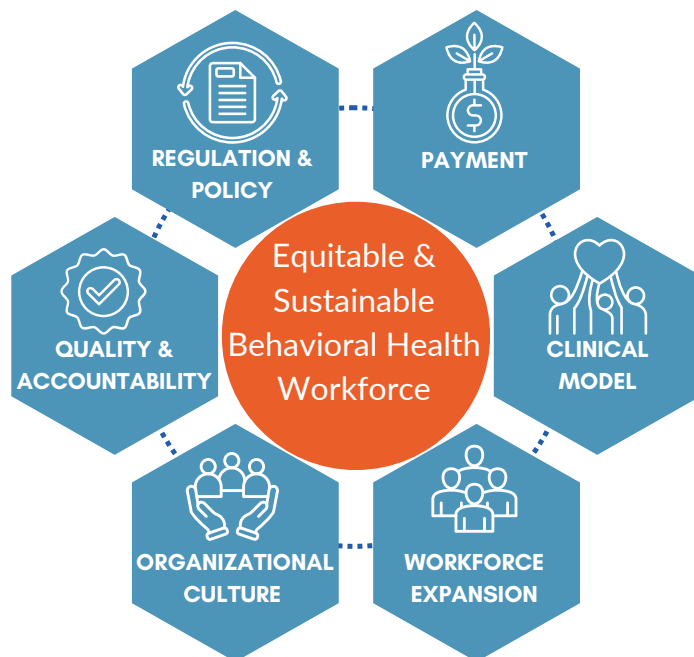 REGULATION &
POLICY
PAYMENT
$
Equitable &
Sustainable
Behavioral Health
Workforce
QUALITY &
ACCOUNTABILITY
CLINICAL
MODEL
ORGANIZATIONAL
CULTURE
WORKFORCE
EXPANSION